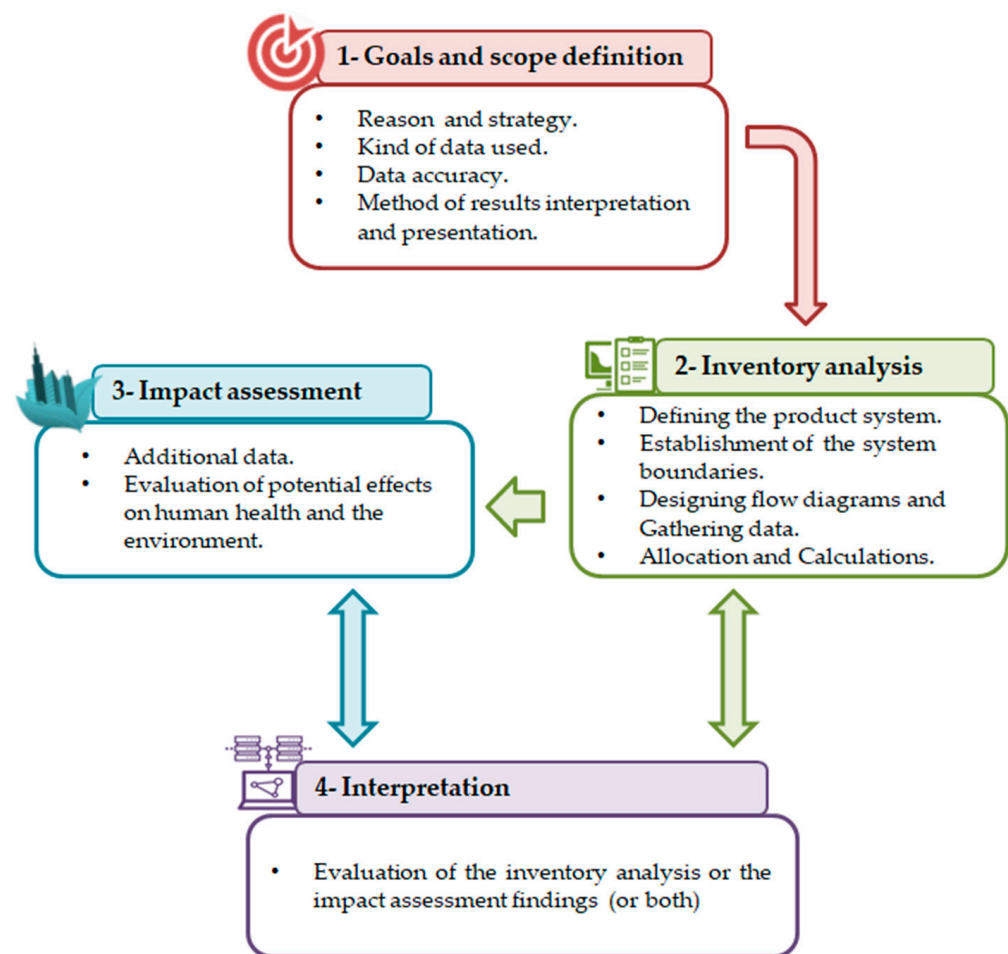 1- Goals and scope definition
• Reason and strategy.
• Kind of data used.
• Data accuracy.
• Method of results interpretation
and presentation.
2- Inventory analysis
• Defining the product system.
• Establishment of the system
boundaries.
• Designing flow diagrams and
Gathering data.
• Allocation and Calculations.
3- Impact assessment
• Additional data.
• Evaluation of potential effects
on human health and the
environment.
4- Interpretation
• Evaluation of the inventory analysis or the
impact assessment findings (or both)